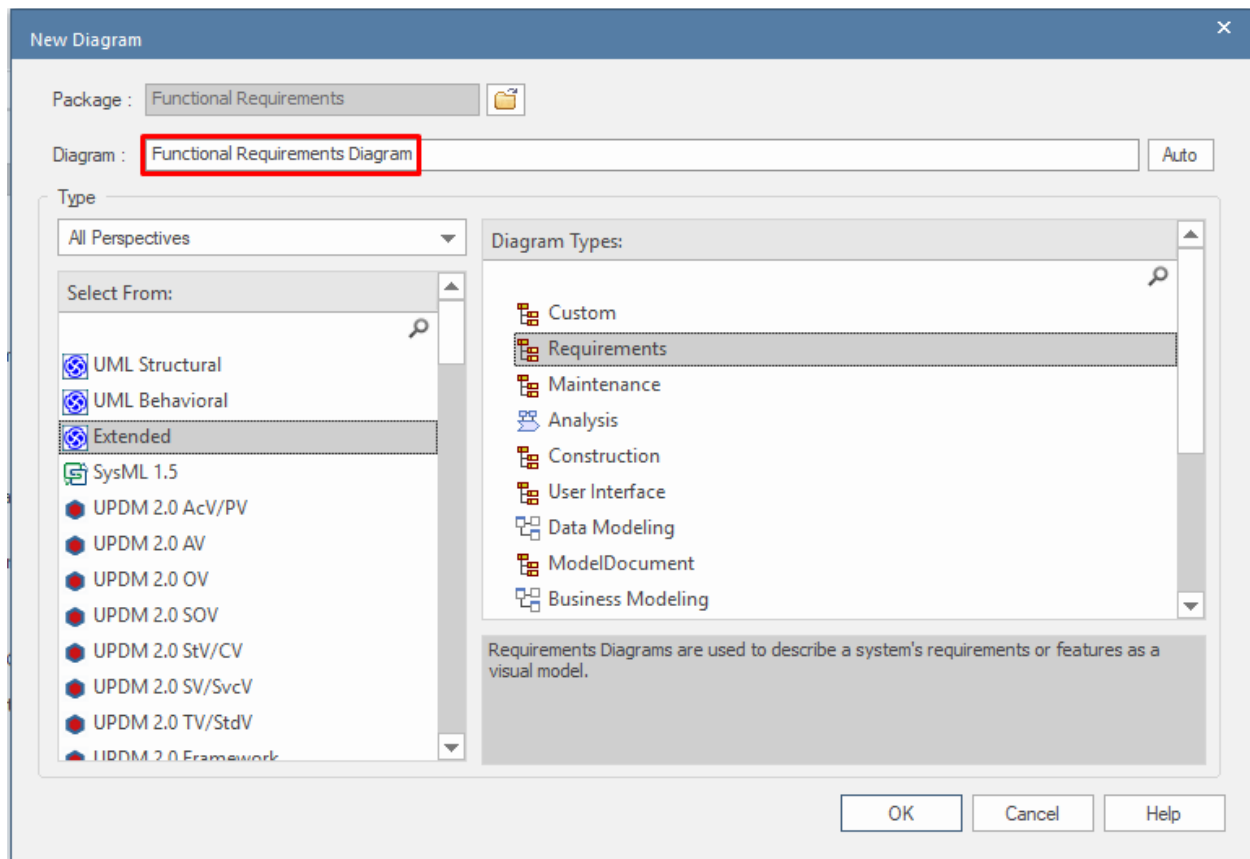 New Diagram
Package : Functional Requirements
Diagram : Functional Requirements Diagram Auto
Type
All Perspectives
Select From:
UML Structural
UML Behavioral
Extended
SysML 1.5
UPDM 2.0 AcV/PV
UPDM 2.0 AV
UPDM 2.0 OV
UPDM 2.0 SOV
UPDM 2.0 StV/CV
UPDM 2.0 SV/SvcV
UPDM 2.0 TV/StdV
UPDM 2.0 Framework
Diagram Types:
Custom
Requirements
Maintenance
Analysis
Construction
User Interface
Data Modeling
ModelDocument
Business Modeling
Requirements Diagrams are used to describe a system's requirements or features as a
visual model.
OK Cancel Help